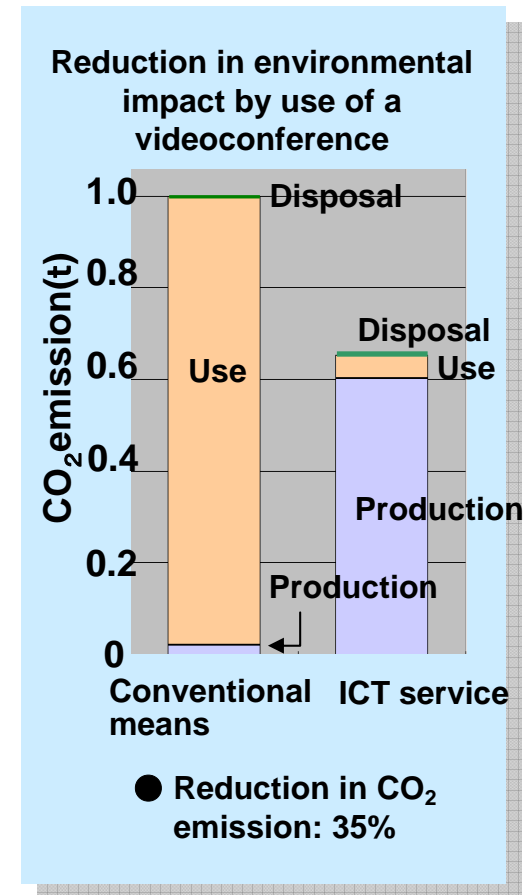 Reduction in environmental
impact by use of a
videoconference
CO₂emission(t)
1.0
0.8
0.6
0.4
0.2
0
Disposal
Use
Production
Disposal
Use
Production
Conventional
means
ICT service
● Reduction in CO₂
emission: 35%